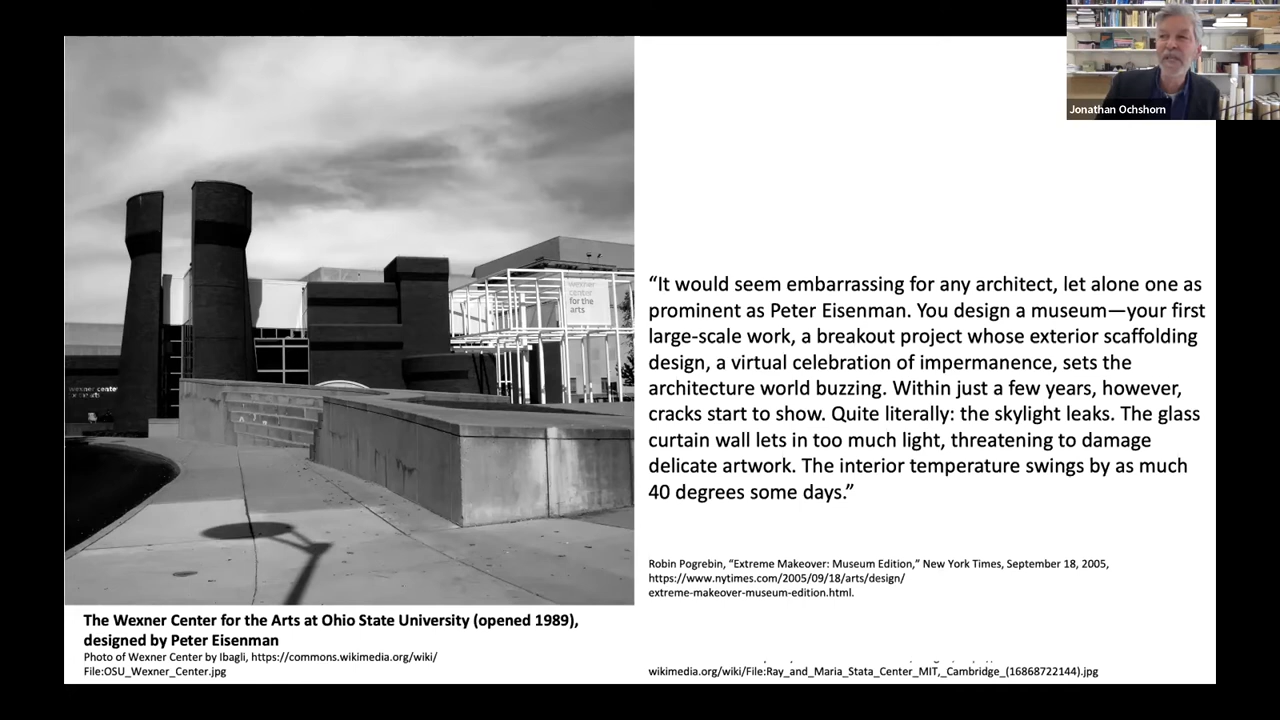 Jonathan Ochshorn
wexner
center
for the
arts
wexner center
for the arts
“It would seem embarrassing for any architect, let alone one as
prominent as Peter Eisenman. You design a museum—your first
large-scale work, a breakout project whose exterior scaffolding
design, a virtual celebration of impermanence, sets the
architecture world buzzing. Within just a few years, however,
cracks start to show. Quite literally: the skylight leaks. The glass
curtain wall lets in too much light, threatening to damage
delicate artwork. The interior temperature swings by as much
40 degrees some days.”
Robin Pogrebin, “Extreme Makeover: Museum Edition,” New York Times, September 18, 2005,
https://www.nytimes.com/2005/09/18/arts/design/
extreme-makeover-museum-edition.html.
The Wexner Center for the Arts at Ohio State University (opened 1989),
designed by Peter Eisenman
Photo of Wexner Center by Ibagli, https://commons.wikimedia.org/wiki/
File:OSU_Wexner_Center.jpg
wikimedia.org/wiki/File:Ray_and_Maria_Stata_Center_MIT,_Cambridge_(16868722144).jpg